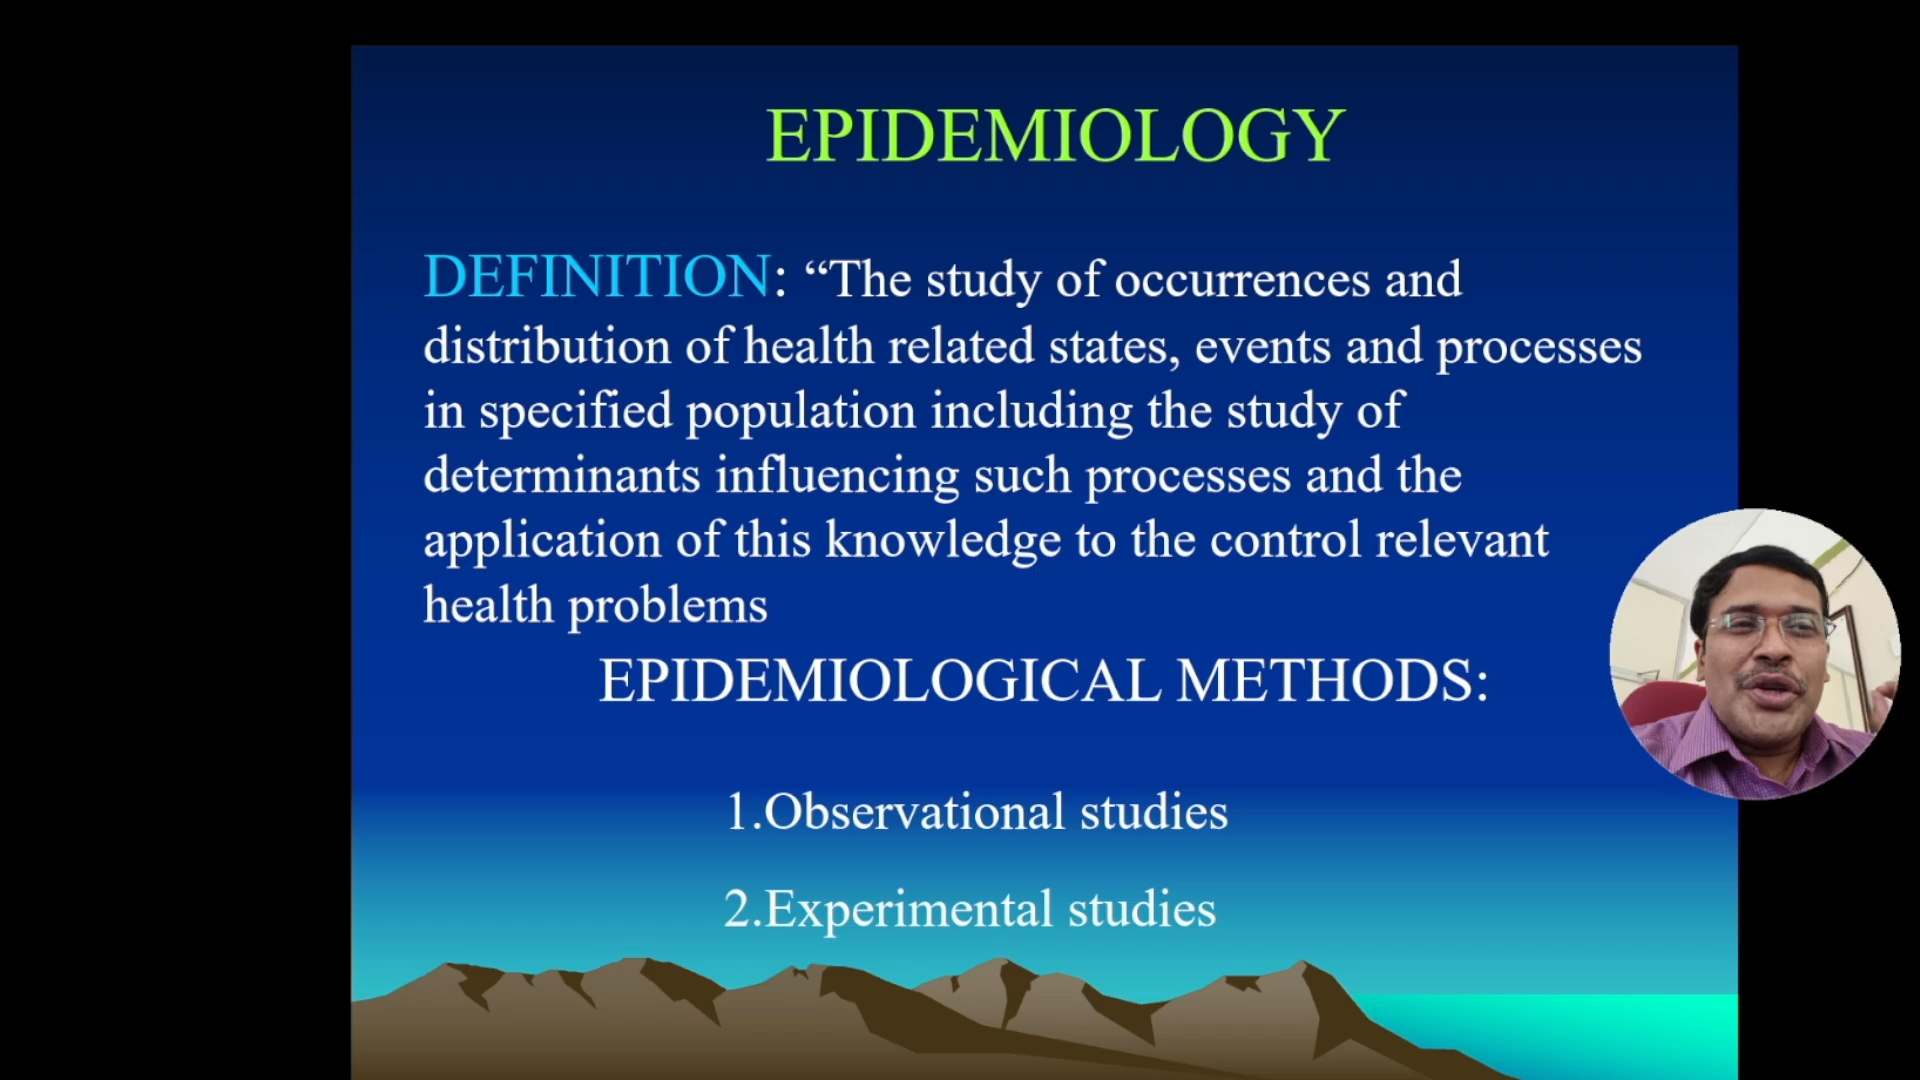 EPIDEMIOLOGY
DEFINITION: “The study of occurrences and
distribution of health related states, events and processes
in specified population including the study of
determinants influencing such processes and the
application of this knowledge to the control relevant
health problems
EPIDEMIOLOGICAL METHODS:
1.Observational studies
2.Experimental studies